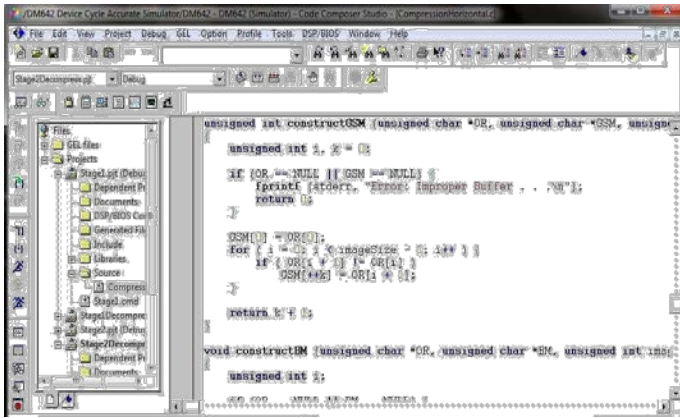 /DM642 Device Cycle Accurate Simulator/DM642 - DM642 (Simulator) - Code Composer Studio - [CompressionHorizontal.c
File Edit View Project Debug GEL Option Profile Tools DSP/BIOS Window Help
Stage2Decompress.pjt Debug
Files
GEL files
Projects
Stage1.pjt (Debug
Dependent Pr
Documents
DSP/BIOS Con
Generated File
Include
Libraries
Source
Compress
Stage1.cmd
Stage1Decompre
Stage2.pjt (Debug
Stage2Decompr
Dependent Pr
Documents
unsigned int constructGSM (unsigned char *OR, unsigned char *GSM, unsigne
{
unsigned int i, k = 0;
if (OR == NULL || GSM == NULL) {
fprintf (stderr, "Error: Improper Buffer . . .\n");
return 0;
}
GSM[0] = OR[0];
for ( i = 0; i < imageSize - 1; i++ ) {
if ( OR[i + 1] != OR[i] )
GSM[++k] = OR[i + 1];
}
return k + 1;
}
void constructBM (unsigned char *OR, unsigned char *BM, unsigned int imag
{
unsigned int i;